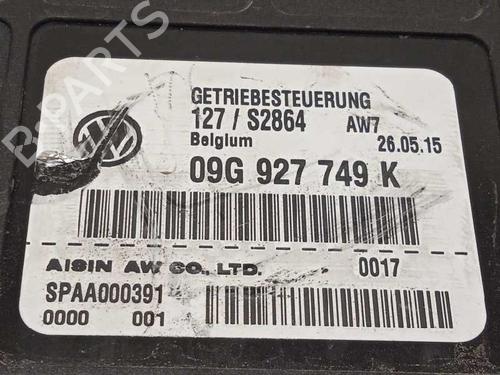 B-PARTS
GETRIEBESTEUERUNG
127/ S2864 AW7
Belgium 26.05.15
09G 927 749 K
AISIN AW CO., LTD. 0017
SPAA000391
0000 001